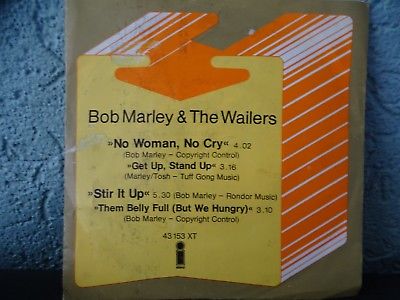 Bob Marley & The Wailers
»No Woman, No Cry« 4.02
(Bob Marley – Copyright Control)
»Get Up, Stand Up« 3.16
(Marley/Tosh – Tuff Gong Music)
»Stir It Up« 5.30 (Bob Marley – Rondor Music)
»Them Belly Full (But We Hungry)« 3.10
(Bob Marley – Copyright Control)
43 153 XT
i